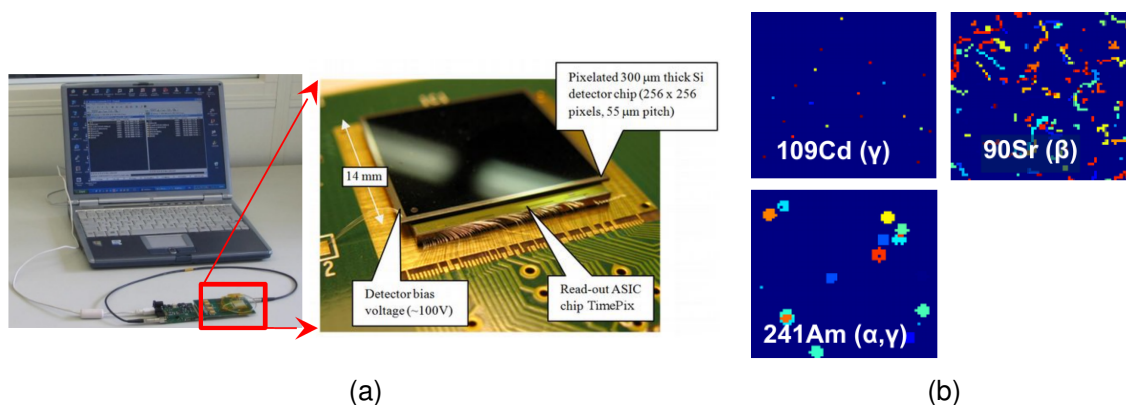 Pixelated 300 μm thick Si
detector chip (256 x 256
pixels, 55 μm pitch)
14 mm
2
Detector bias
voltage (~100V)
Read-out ASIC
chip TimePix
(a)
109Cd (γ)
90Sr (β)
241Am (α,γ)
(b)